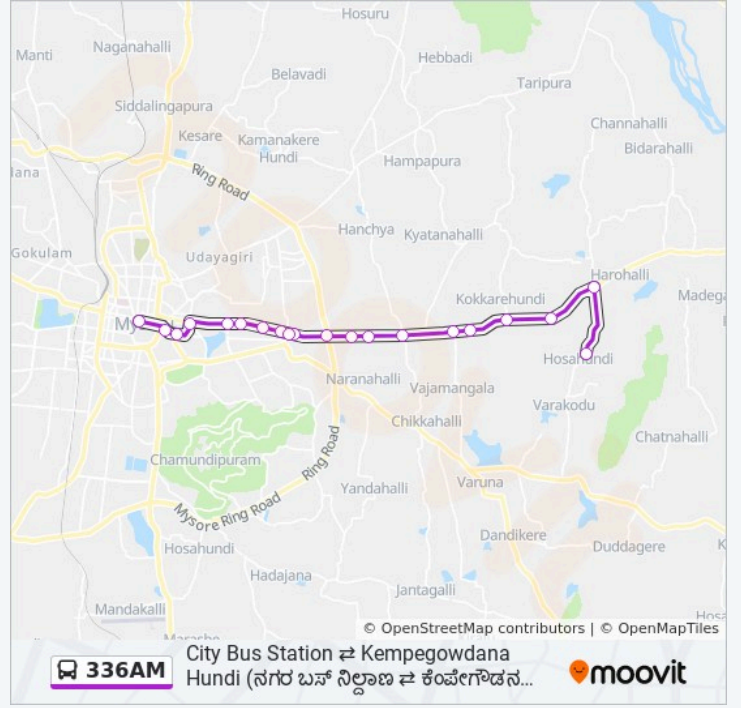 Hosuru
Manti
Naganahalli
Hebbadi
Belavadi
Taripura
Siddalingapura
Channahalli
Kesare
Kamanakere
Hundi
Bidarahalli
Hampapura
Ring Road
Hanchya
Kyatanahalli
Gokulam
Udayagiri
Harohalli
Kokkarehundi
Hosahundi
Naranahalli
Vajamangala
Varakodu
Chikkahalli
Chatnahalli
Ring Road
Chamundipuram
Varuna
Yandahalli
Mysore Ring Road
Dandikere
Hosahundi
Duddagere
Hadajana
Jantagalli
Mandakalli
© OpenStreetMap contributors | © OpenMapTiles
336AM
City Bus Station ⇄ Kempegowdana
Hundi (ನಗರ ಬಸ್ ನಿಲ್ದಾಣ ⇄ ಕೆಂಪೇಗೌಡನ…
moovit